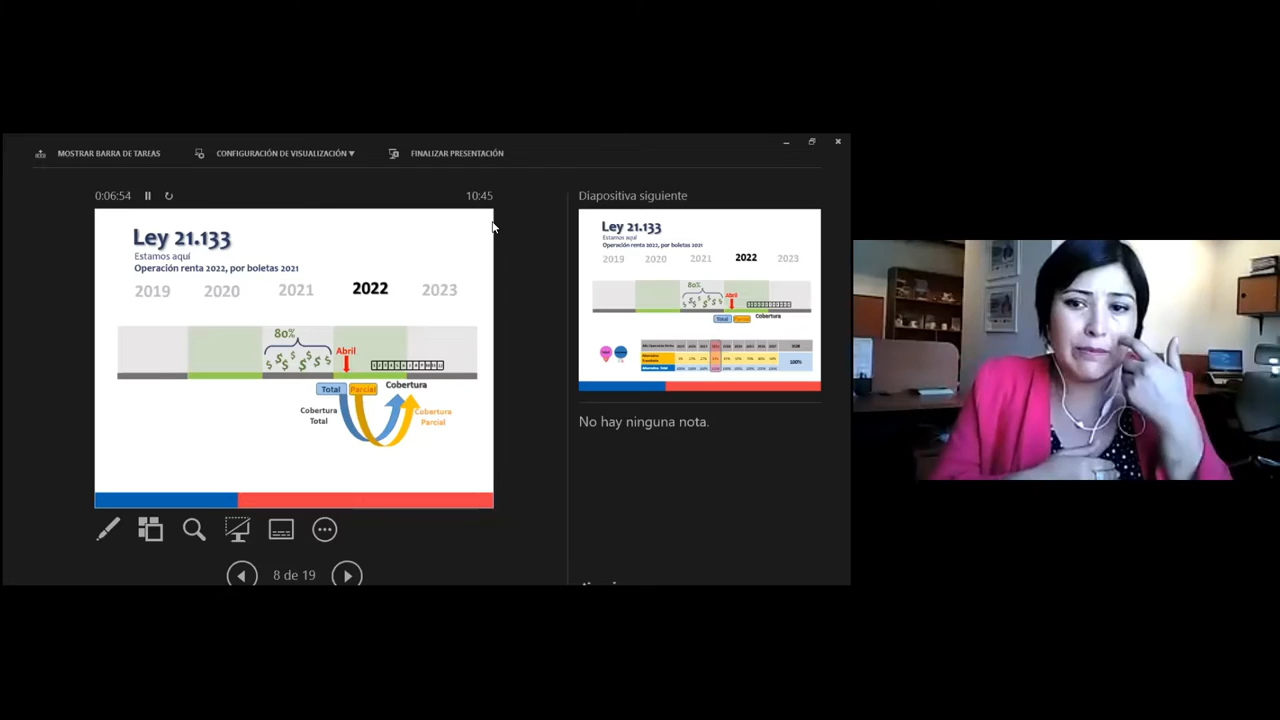 MOSTRAR BARRA DE TAREAS
CONFIGURACIÓN DE VISUALIZACIÓN ▼
FINALIZAR PRESENTACIÓN
0:06:54
10:45
Ley 21.133
Estamos aquí
Operación renta 2022, por boletas 2021
2019 2020 2021 2022 2023
80%
$ $ $ $ $ $ $
Abril
Total Parcial Cobertura
Cobertura Total
Cobertura Parcial
8 de 19
Diapositiva siguiente
Ley 21.133
Estamos aquí
Operación renta 2022, por boletas 2021
2019 2020 2021 2022 2023
80%
Abril
Total Parcial Cobertura
100%
No hay ninguna nota.